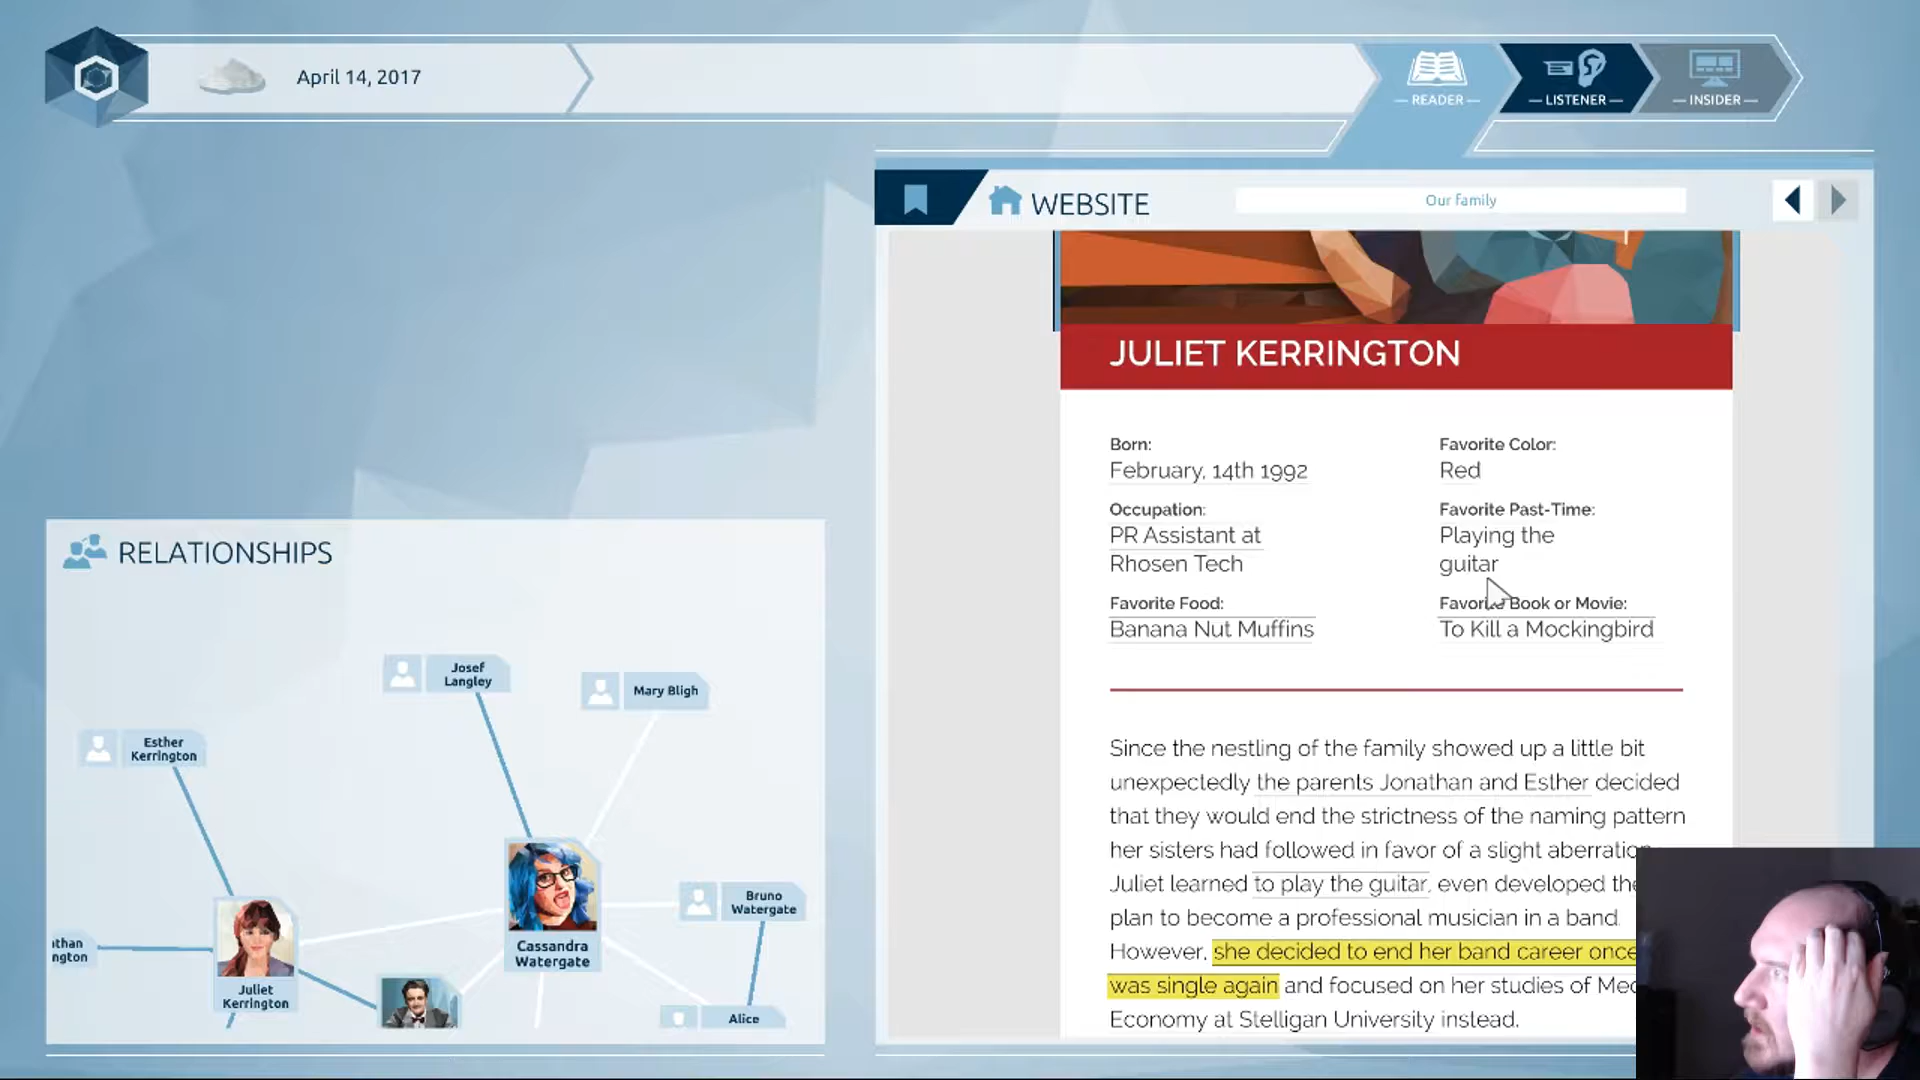 April 14, 2017
READER
LISTENER
INSIDER
WEBSITE
Our family
JULIET KERRINGTON
Born:
February, 14th 1992
Favorite Color:
Red
Occupation:
PR Assistant at
Rhosen Tech
Favorite Past-Time:
Playing the
guitar
Favorite Food:
Banana Nut Muffins
Favorite Book or Movie:
To Kill a Mockingbird
Since the nestling of the family showed up a little bit
unexpectedly the parents Jonathan and Esther decided
that they would end the strictness of the naming pattern
her sisters had followed in favor of a slight aberration
Juliet learned to play the guitar, even developed the
plan to become a professional musician in a band.
However, she decided to end her band career once
was single again and focused on her studies of
Economy at Stelligan University instead.
RELATIONSHIPS
Josef
Langley
Mary Bligh
Esther
Kerrington
Bruno
Watergate
Cassandra
Watergate
Juliet
Kerrington
Alice